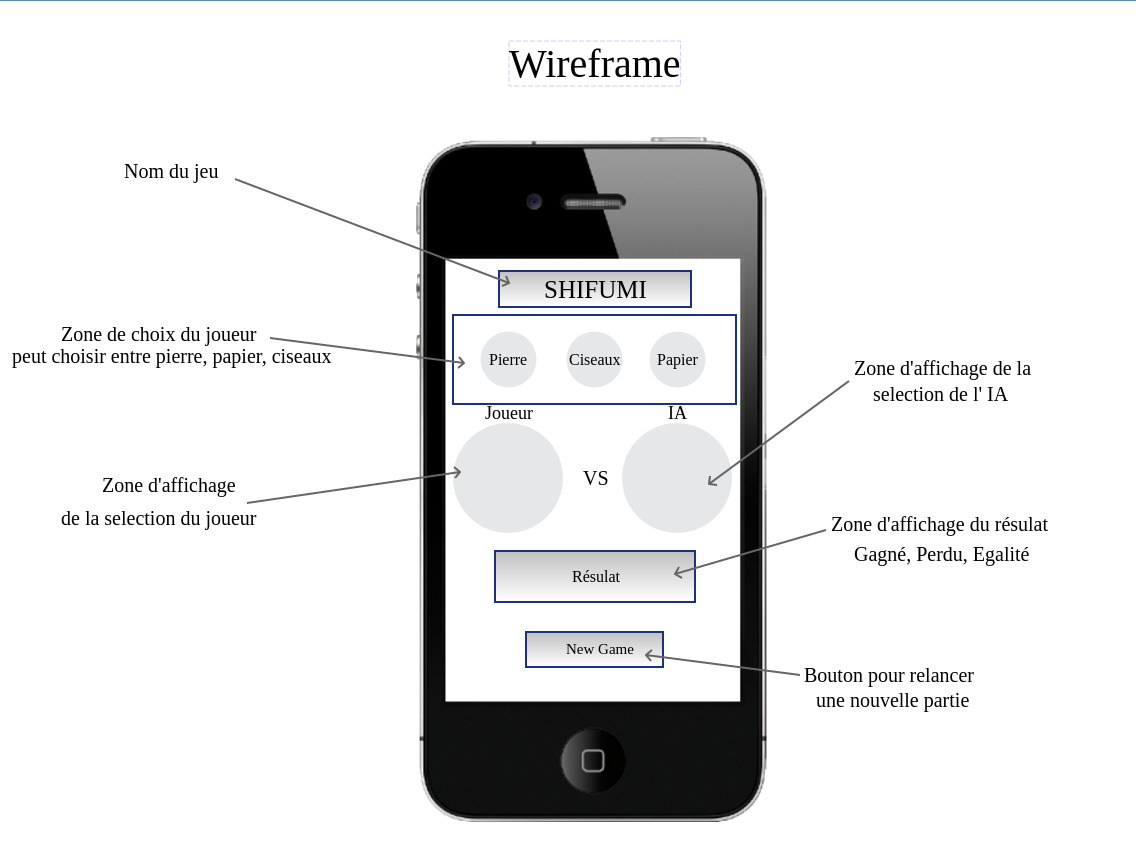 Wireframe
Nom du jeu
SHIFUMI
Zone de choix du joueur
peut choisir entre pierre, papier, ciseaux
Pierre
Ciseaux
Papier
Zone d'affichage de la
selection de l' IA
Joueur
IA
VS
Zone d'affichage
de la selection du joueur
Zone d'affichage du résulat
Gagné, Perdu, Egalité
Résulat
New Game
Bouton pour relancer
une nouvelle partie